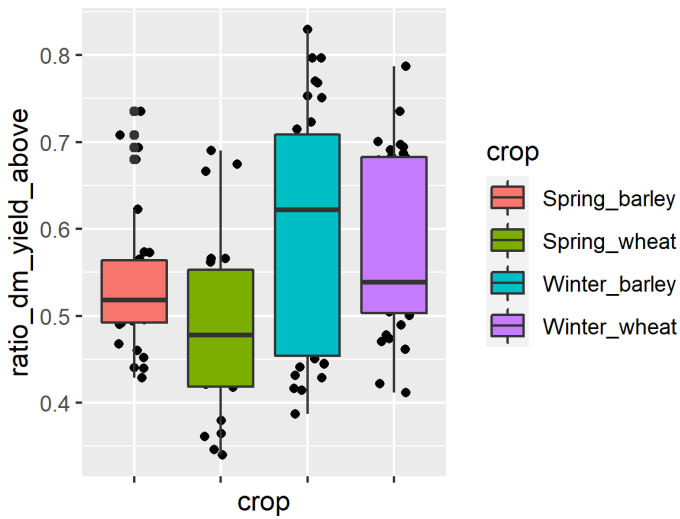 ratio_dm_yield_above
0.8
0.7
0.6
0.5
0.4
crop
crop
Spring_barley
Spring_wheat
Winter_barley
Winter_wheat